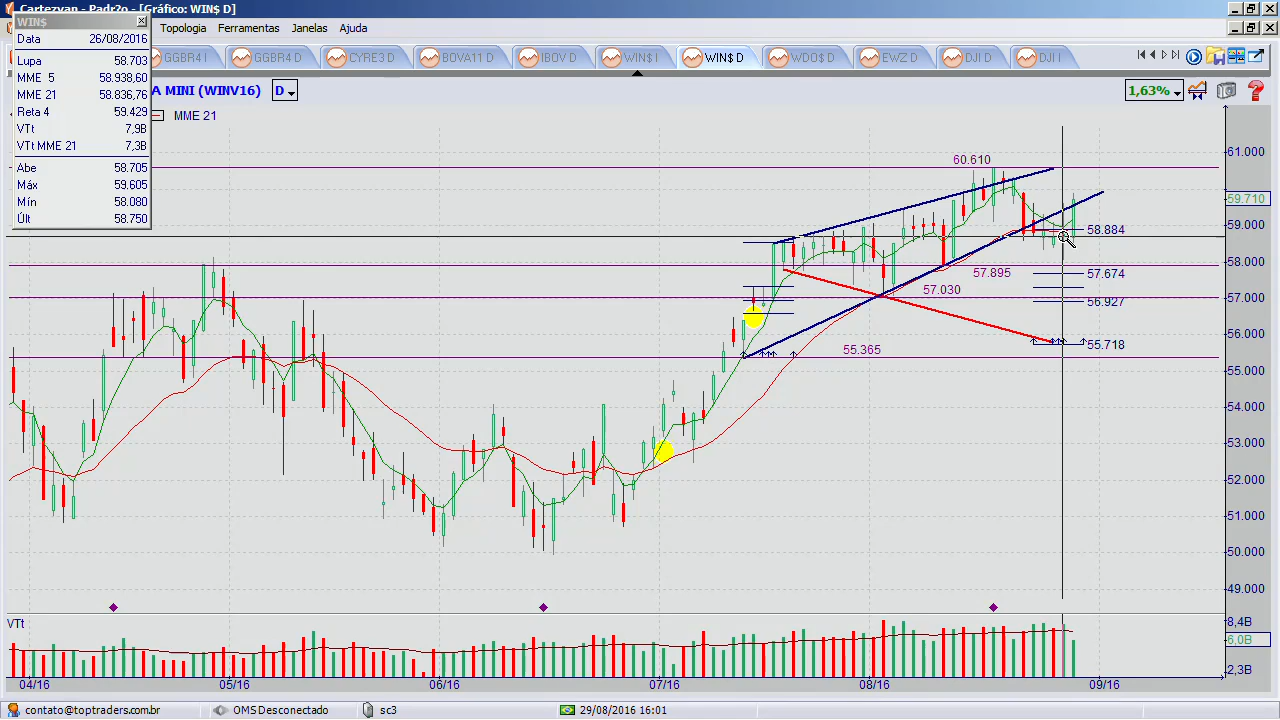 Cartezyan - Padr2o - [Gráfico: WIN$ D]
WIN$
Topologia Ferramentas Janelas Ajuda
Data 26/08/2016
Lupa 58.703
MME 5 58.938,60
MME 21 58.836,76
Reta 4 59.429
VTt 7,9B
VTt MME 21 7,3B
Abe 58.705
Máx 59.605
Mín 58.080
Últ 58.750
GGBR4 I GGBR4 D CYRE3 D BOVA11 D IBOV D WIN$ I WIN$ D WDO$ D EWZ D DJI D DJI I
A MINI (WINV16) D 1,63%
MME 21
60.610
61.000
59.710
59.000
58.884
58.000
57.895
57.674
57.030
57.000
56.927
56.000
55.718
55.365
55.000
54.000
53.000
52.000
51.000
50.000
49.000
VTt
8,4B
6.0B
2,3B
04/16 05/16 06/16 07/16 08/16 09/16
contato@toptraders.com.br OMS Desconectado sc3 29/08/2016 16:01